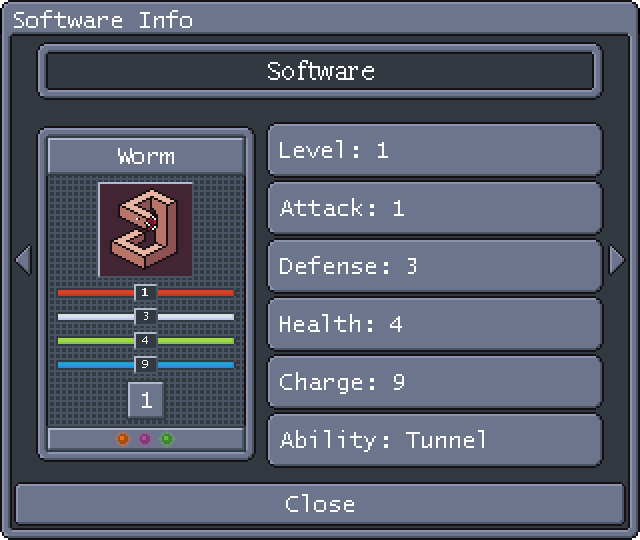 Software Info
Software
Worm
1
3
4
9
1
Level: 1
Attack: 1
Defense: 3
Health: 4
Charge: 9
Ability: Tunnel
Close